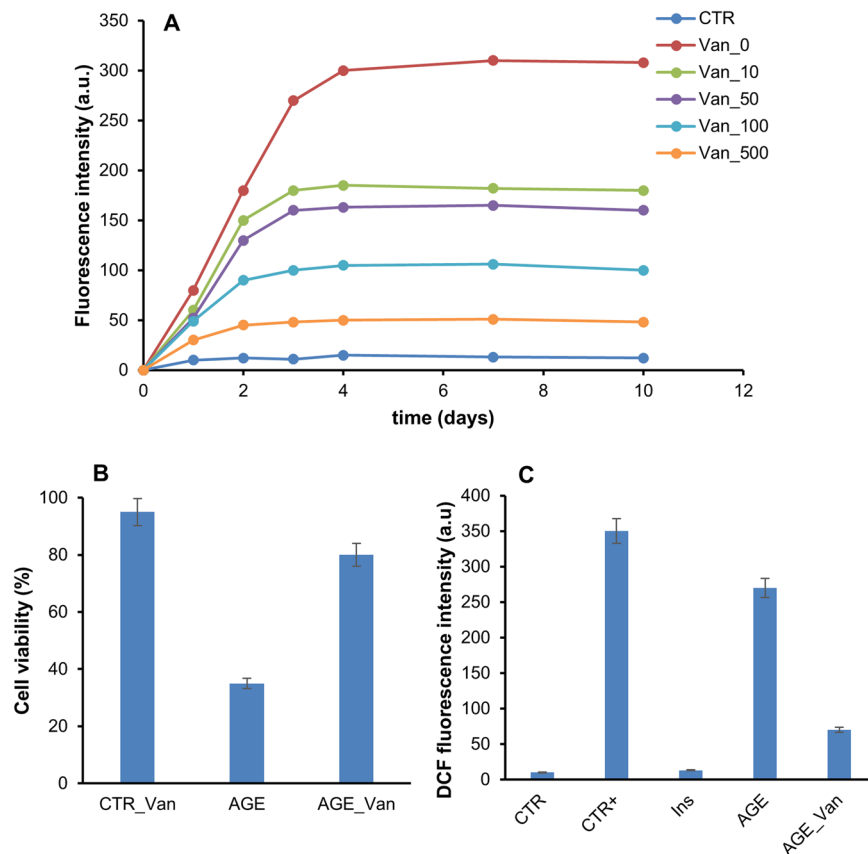 A
Fluorescence intensity (a.u.)
350
300
250
200
150
100
50
0
0
2
4
6
8
10
12
time (days)
CTR
Van_0
Van_10
Van_50
Van_100
Van_500
B
Cell viability (%)
100
80
60
40
20
0
CTR_Van
AGE
AGE_Van
C
DCF fluorescence intensity (a.u)
400
350
300
250
200
150
100
50
0
CTR
CTR+
Ins
AGE
AGE_Van